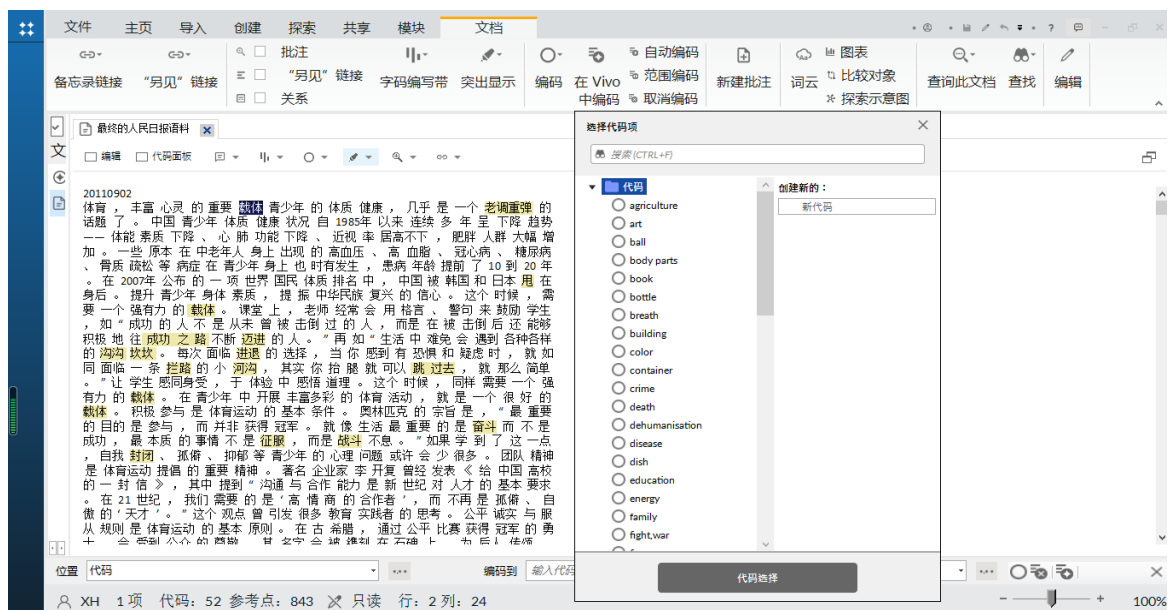 文件 主页 导入 创建 探索 共享 模块 文档
批注 自动编码 图表
备忘录链接 “另见” 链接 “另见” 链接 字码编写带 突出显示 编码 在 Vivo 中编码 范围编码 新建批注 词云 比较对象 查询此文档 查找 编辑
关系 取消编码 探索示意图
最终的人民日报语料
文
编辑 代码面板
20110902
体育 , 丰富 心灵 的 重要 载体 青少年 的 体质 健康 , 几乎 是 一个 老调重弹 的
话题 了 。 中国 青少年 体质 健康 状况 自 1985年 以来 连续 多 年 呈 下降 趋势
—— 体能 素质 下降 、 心 肺 功能 下降 、 近视 率 居高不下 , 肥胖 人群 大幅 增
加 。 一些 原本 在 中老年人 身上 出现 的 高血压 、 高 血脂 、 冠心病 、 糖尿病
、 骨质 疏松 等 病症 在 青少年 身上 也 时有发生 , 患病 年龄 提前 了 10 到 20 年
。 在 2007年 公布 的 一 项 世界 国民 体质 排名 中 , 中国 被 韩国 和 日本 甩 在
身后 。 提升 青少年 身体 素质 , 提 振 中华民族 复兴 的 信心 。 这个 时候 , 需
要 一个 强有力 的 载体 。 课堂 上 , 老师 经常 会 用 格言 、 警句 来 鼓励 学生
, 如 “ 成功 的 人 不 是 从未 曾 被 击倒 过 的 人 , 而是 在 被 击倒 后 还 能够
积极 地 往 成功 之 路 不断 迈进 的 人 。 ” 再 如 “ 生活 中 难免 会 遇到 各种各样
的 沟沟 坎坎 。 每次 面临 进退 的 选择 , 当 你 感到 有 恐惧 和 疑虑 时 , 就 如
同 面临 一 条 拦路 的 小 河沟 , 其实 你 抬 腿 就 可以 跳 过去 , 就 那么 简单
。 ” 让 学生 感同身受 , 于 体验 中 感悟 道理 。 这个 时候 , 同样 需要 一个 强
有力 的 载体 。 在 青少年 中 开展 丰富多彩 的 体育 活动 , 就 是 一个 很 好 的
载体 。 积极 参与 是 体育运动 的 基本 条件 。 奥林匹克 的 宗旨 是 , “ 最 重要
的 目的 是 参与 , 而 并非 获得 冠军 。 就 像 生活 最 重要 的 是 奋斗 而 不 是
成功 , 最 本质 的 事情 不 是 征服 , 而是 战斗 不息 。 ” 如果 学 到 了 这 一点
, 自我 封闭 、 孤僻 、 抑郁 等 青少年 的 心理 问题 或许 会 少 很多 。 团队 精神
是 体育运动 提倡 的 重要 精神 。 著名 企业家 李 开复 曾经 发表 《 给 中国 高校
的 一 封 信 》 , 其中 提到 “ 沟通 与 合作 能力 是 新 世纪 对 人才 的 基本 要求
。 在 21 世纪 , 我们 需要 的 是 ‘ 高 情 商 的 合作者 ’ , 而 不再 是 孤僻 、 自
傲 的 ‘ 天才 ’ 。 ” 这个 观点 曾 引发 很多 教育 实践者 的 思考 。 公平 诚实 与 服
从 规则 是 体育运动 的 基本 原则 。 在 古 希腊 , 通过 公平 比赛 获得 冠军 的 勇
士 , 会 受到 公众 的 尊敬 , 其 名字 会 被 镌刻 在 石碑 上 , 为 后人 传颂
选择代码项
搜索 (CTRL+F)
代码
agriculture
art
ball
body parts
book
bottle
breath
building
color
container
crime
death
dehumanisation
disease
dish
education
energy
family
fight,war
创建新的：
新代码
代码选择
位置 代码 编码到 输入代码
XH 1 项 代码: 52 参考点: 843 只读 行: 2 列: 24 100%